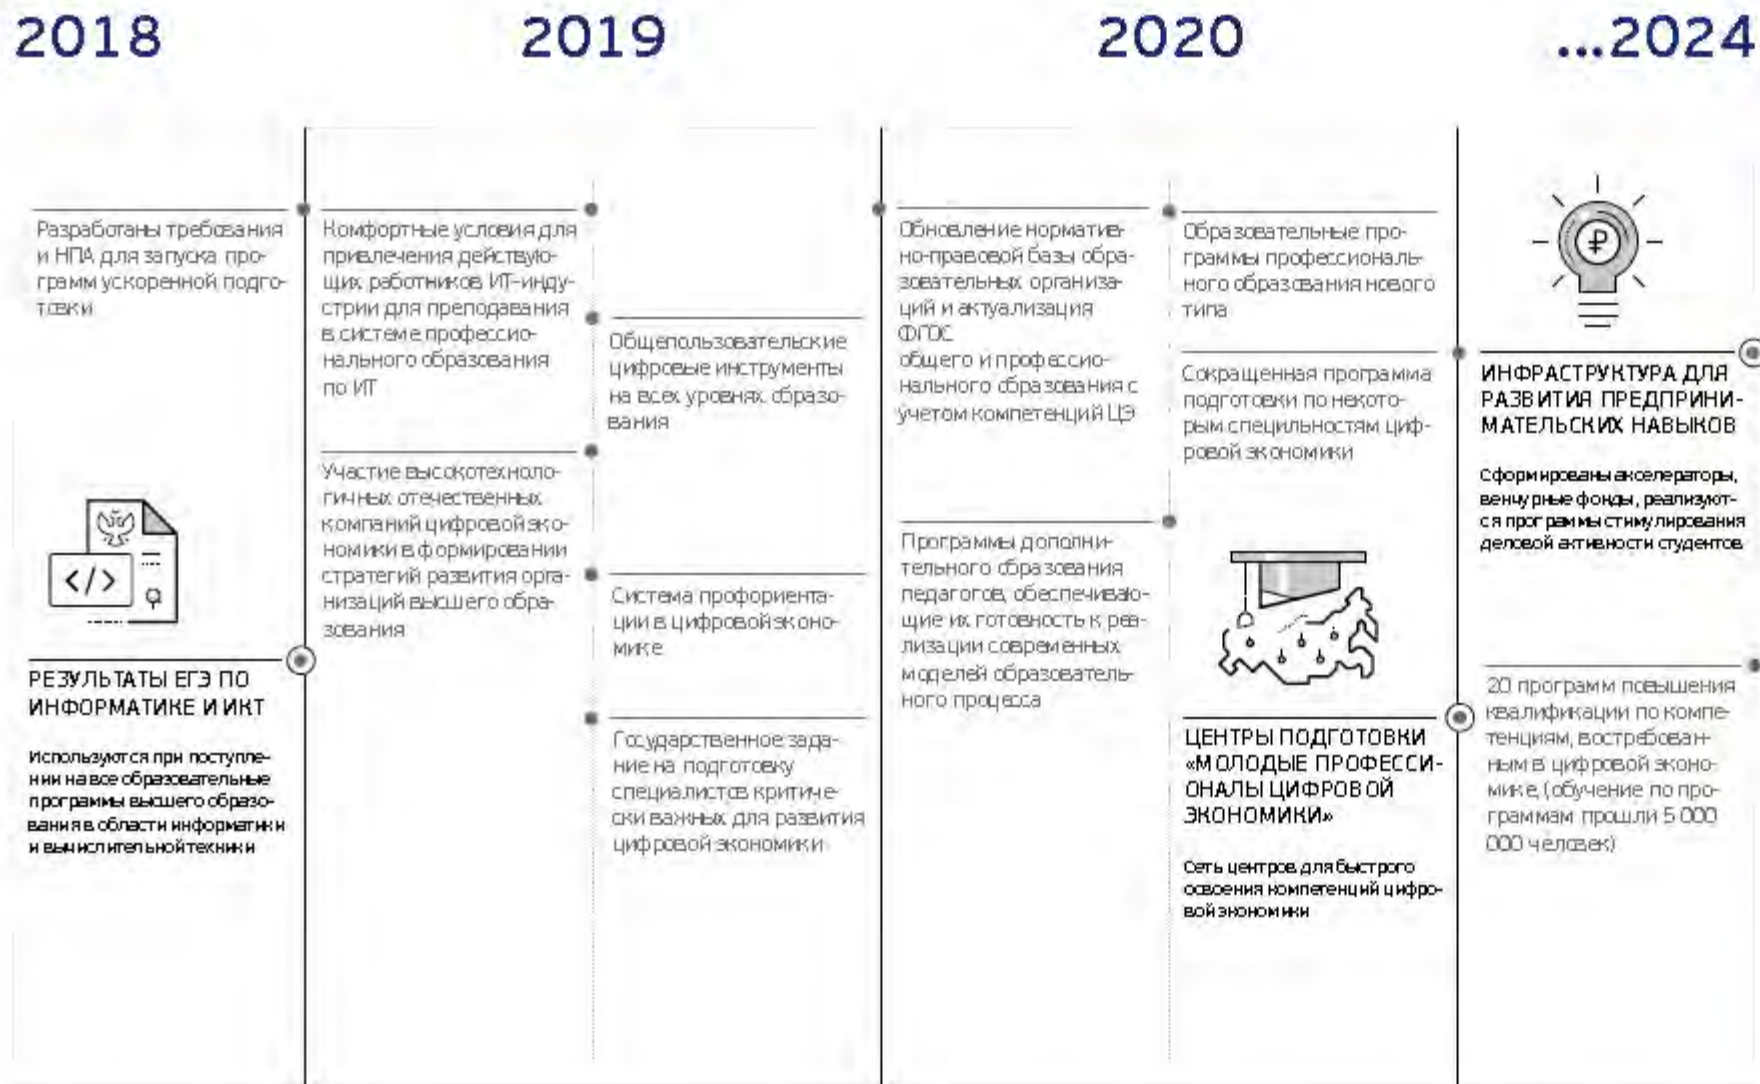 2018
2019
2020
...2024
Разработаны требования
и НПА для запуска про-
грамм ускоренной подго-
товки
</>
РЕЗУЛЬТАТЫ ЕГЭ ПО
ИНФОРМАТИКЕ И ИКТ
Используются при поступле-
нии на все образовательные
программы высшего образо-
вания в области информатики
и вычислительной техники
Комфортные условия для
привлечения действую-
щих работников ИТ-инду-
стрии для преподавания
в системе профессио-
нального образования
по ИТ
Участие высокотехноло-
гичных отечественных
компаний цифровой эко-
номики в формировании
стратегий развития орга-
низаций высшего обра-
зования
Общепользовательские
цифровые инструменты
на всех уровнях образо-
вания
Система профориента-
ции в цифровой эконо-
мике
Государственное зада-
ние на подготовку
специалистов критиче-
ски важных для развития
цифровой экономики
Обновление норматив-
но-правовой базы обра-
зовательных организа-
ций и актуализация
ФГОС
общего и профессио-
нального образования с
учетом компетенций ЦЭ
Программы дополни-
тельного образования
педагогов, обеспечиваю-
щие их готовность к реа-
лизации современных
моделей образователь-
ного процесса
Образовательные про-
граммы профессиональ-
ного образования нового
типа
Сокращенная программа
подготовки по некото-
рым специльностям циф-
ровой экономики
ЦЕНТРЫ ПОДГОТОВКИ
«МОЛОДЫЕ ПРОФЕССИ-
ОНАЛЫ ЦИФРОВОЙ
ЭКОНОМИКИ»
Сеть центров для быстрого
освоения компетенций цифро-
вой экономики
₽
ИНФРАСТРУКТУРА ДЛЯ
РАЗВИТИЯ ПРЕДПРИНИ-
МАТЕЛЬСКИХ НАВЫКОВ
Сформированы акселераторы,
венчурные фонды, реализуют-
ся программы стимулирования
деловой активности студентов
20 программ повышения
квалификации по компе-
тенциям, востребован-
ным в цифровой эконо-
мике, (обучение по про-
граммам прошли 5 000
000 человек)